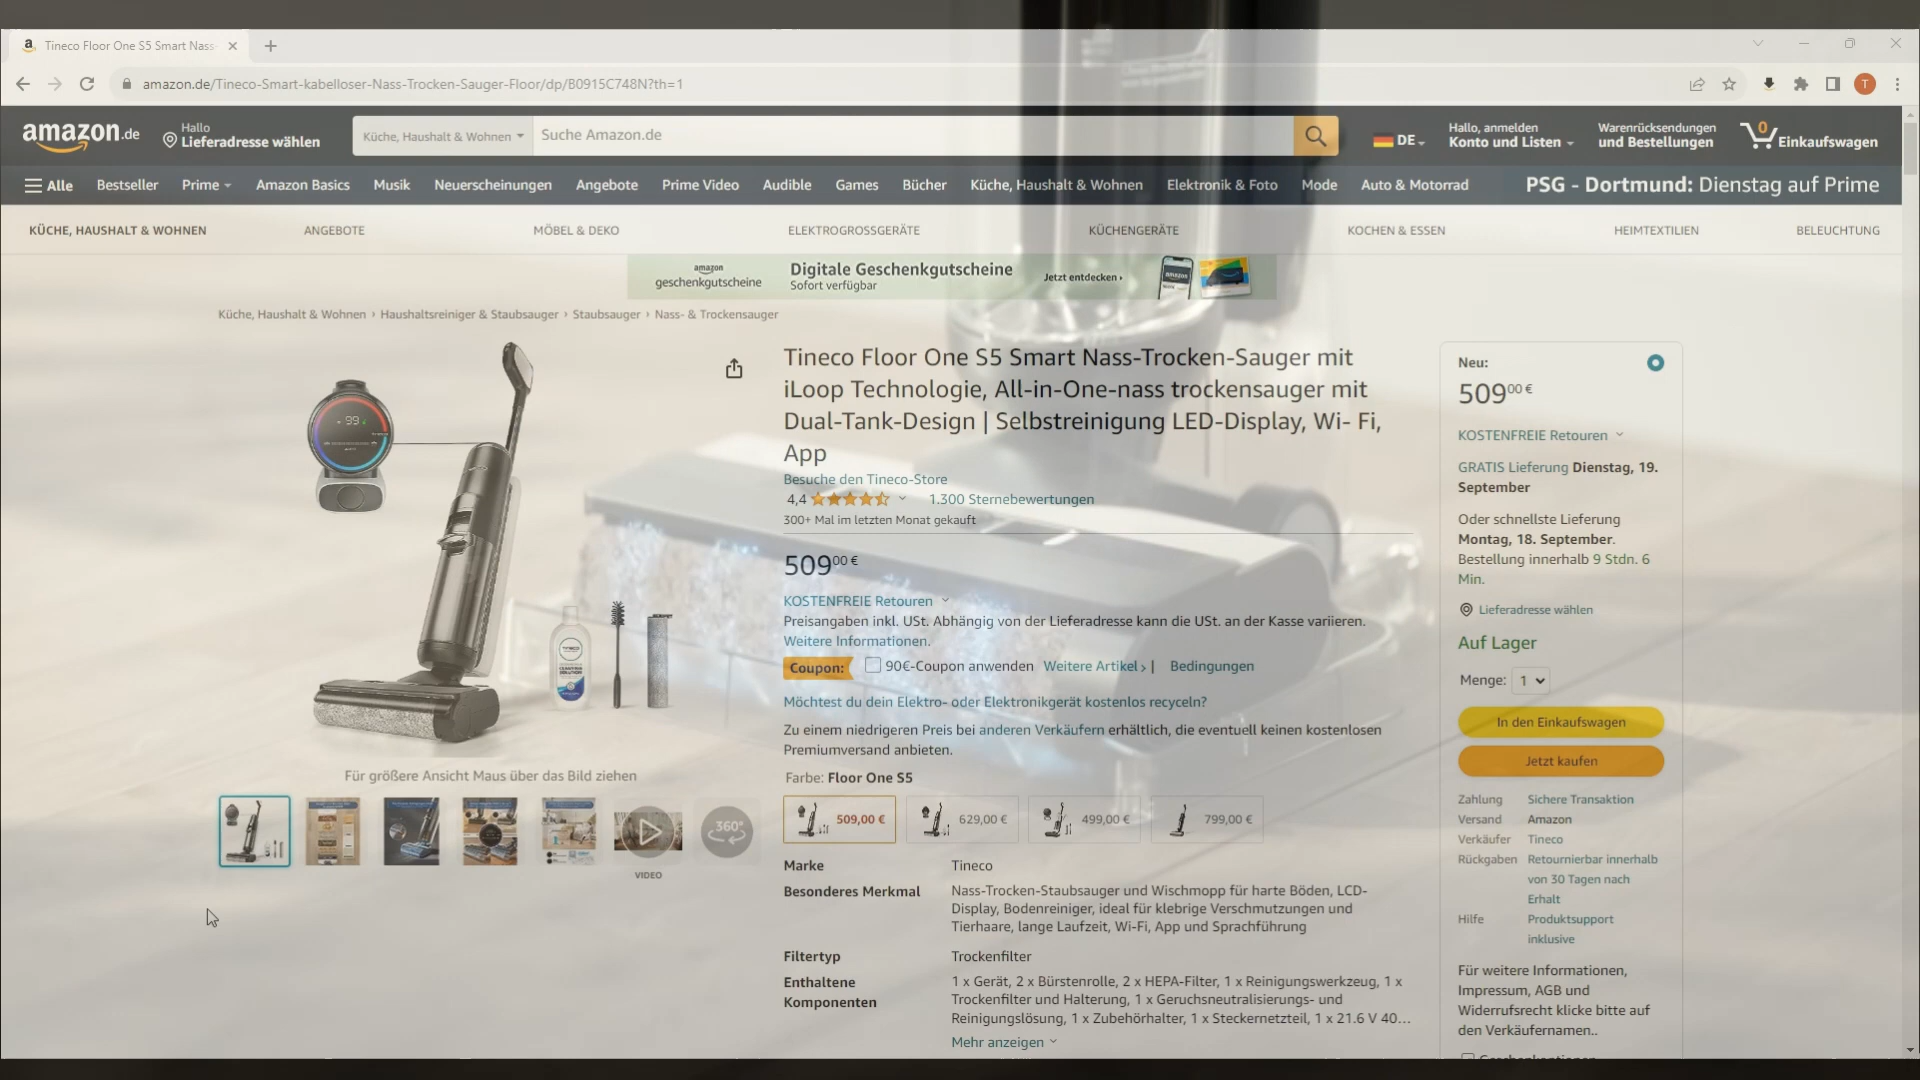 Tineco Floor One S5 Smart Nass-
amazon.de/Tineco-Smart-kabelloser-Nass-Trocken-Sauger-Floor/dp/B0915C748N?th=1
T
amazon.de
Hallo
Lieferadresse wählen
Küche, Haushalt & Wohnen
Suche Amazon.de
DE
Hallo, anmelden
Konto und Listen
Warenrücksendungen
und Bestellungen
0
Einkaufswagen
Alle
Bestseller
Prime
Amazon Basics
Musik
Neuerscheinungen
Angebote
Prime Video
Audible
Games
Bücher
Küche, Haushalt & Wohnen
Elektronik & Foto
Mode
Auto & Motorrad
PSG - Dortmund: Dienstag auf Prime
KÜCHE, HAUSHALT & WOHNEN
ANGEBOTE
MÖBEL & DEKO
ELEKTROGROSSGERÄTE
KÜCHENGERÄTE
KOCHEN & ESSEN
HEIMTEXTILIEN
BELEUCHTUNG
amazon
geschenkgutscheine
Digitale Geschenkgutscheine
Sofort verfügbar
Jetzt entdecken ›
Küche, Haushalt & Wohnen › Haushaltsreiniger & Staubsauger › Staubsauger › Nass- & Trockensauger
99
Für größere Ansicht Maus über das Bild ziehen
360°
VIDEO
Tineco Floor One S5 Smart Nass-Trocken-Sauger mit
iLoop Technologie, All-in-One-nass trockensauger mit
Dual-Tank-Design | Selbstreinigung LED-Display, Wi- Fi,
App
Besuche den Tineco-Store
4,4
1.300 Sternebewertungen
300+ Mal im letzten Monat gekauft
509 00 €
KOSTENFREIE Retouren
Preisangaben inkl. USt. Abhängig von der Lieferadresse kann die USt. an der Kasse variieren.
Weitere Informationen.
Coupon: 90€-Coupon anwenden Weitere Artikel › | Bedingungen
Möchtest du dein Elektro- oder Elektronikgerät kostenlos recyceln?
Zu einem niedrigeren Preis bei anderen Verkäufern erhältlich, die eventuell keinen kostenlosen
Premiumversand anbieten.
Farbe: Floor One S5
509,00 €
629,00 €
499,00 €
799,00 €
Marke Tineco
Besonderes Merkmal Nass-Trocken-Staubsauger und Wischmopp für harte Böden, LCD-
Display, Bodenreiniger, ideal für klebrige Verschmutzungen und
Tierhaare, lange Laufzeit, Wi-Fi, App und Sprachführung
Filtertyp Trockenfilter
Enthaltene
Komponenten
1 x Gerät, 2 x Bürstenrolle, 2 x HEPA-Filter, 1 x Reinigungswerkzeug, 1 x
Trockenfilter und Halterung, 1 x Geruchsneutralisierungs- und
Reinigungslösung, 1 x Zubehörhalter, 1 x Steckernetzteil, 1 x 21.6 V 40…
Mehr anzeigen
Neu:
509 00 €
KOSTENFREIE Retouren
GRATIS Lieferung Dienstag, 19.
September
Oder schnellste Lieferung
Montag, 18. September.
Bestellung innerhalb 9 Stdn. 6
Min.
Lieferadresse wählen
Auf Lager
Menge: 1
In den Einkaufswagen
Jetzt kaufen
Zahlung Sichere Transaktion
Versand Amazon
Verkäufer Tineco
Rückgaben Retournierbar innerhalb
von 30 Tagen nach
Erhalt
Hilfe Produktsupport
inklusive
Für weitere Informationen,
Impressum, AGB und
Widerrufsrecht klicke bitte auf
den Verkäufernamen..